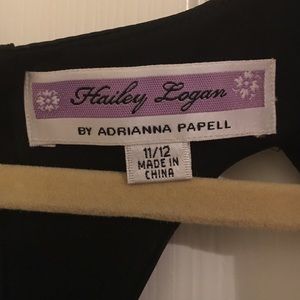 Hailey Logan
BY ADRIANNA PAPELL
11/12
MADE IN
CHINA